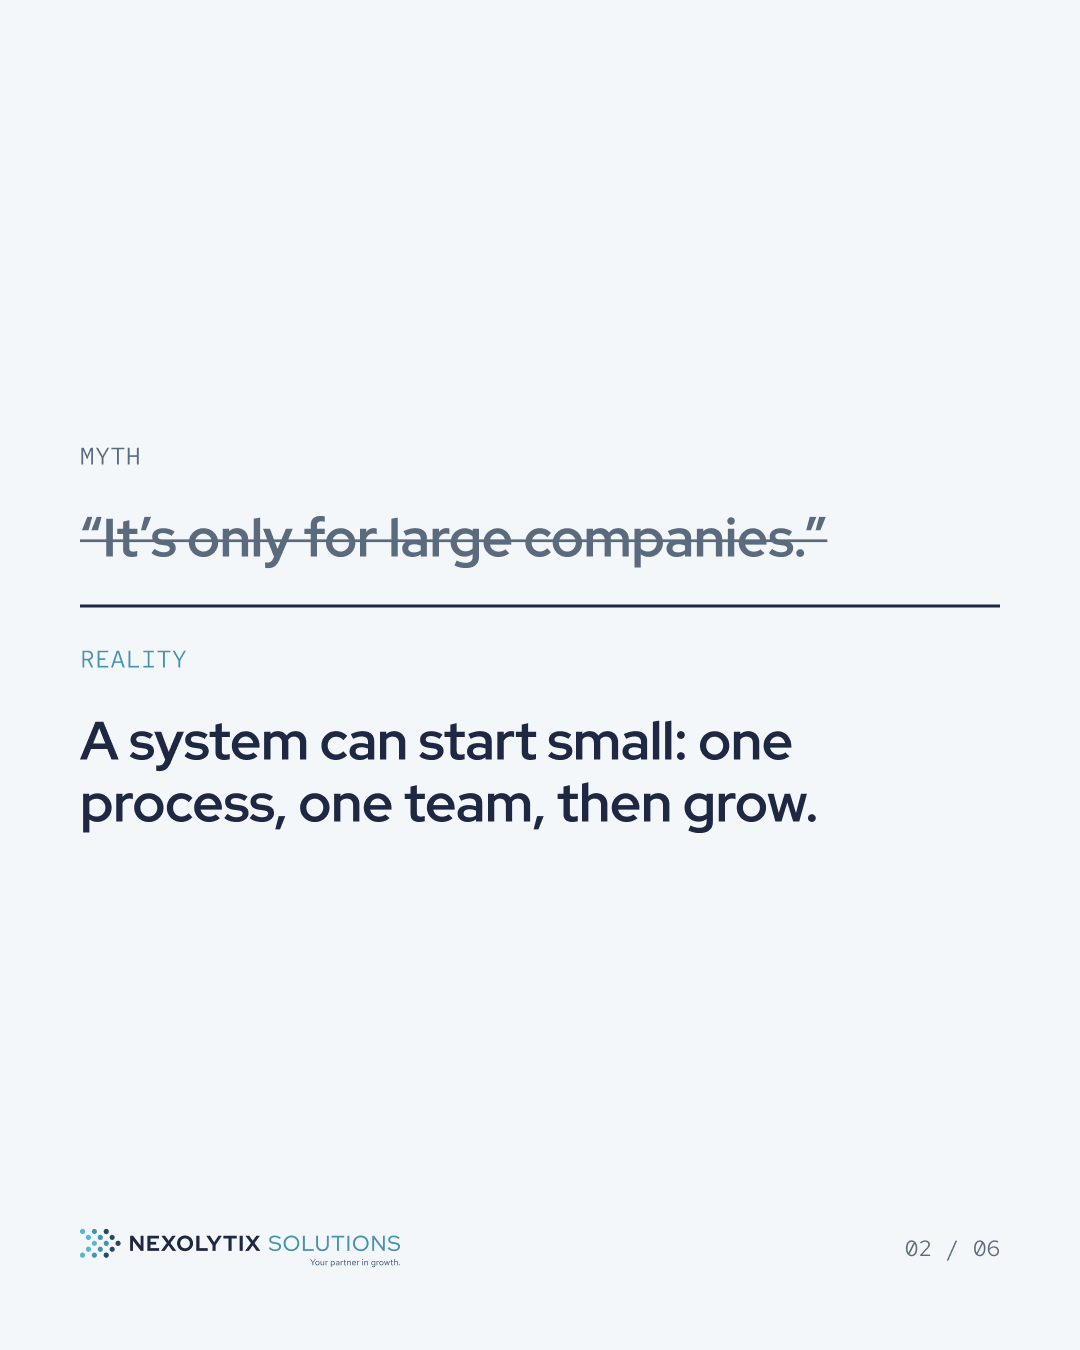 MYTH
“It’s only for large companies.”
REALITY
A system can start small: one
process, one team, then grow.
NEXOLYTIX SOLUTIONS
Your partner in growth.
02 / 06